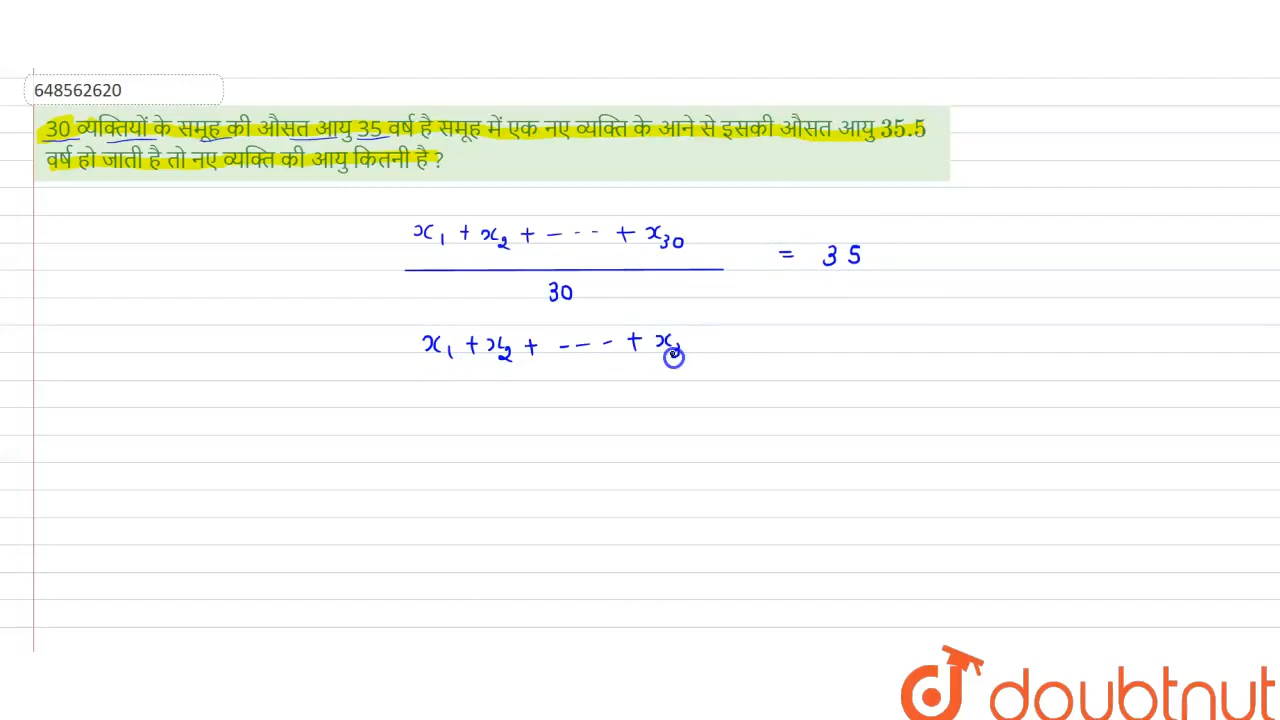 648562620
30 व्यक्तियों के समूह की औसत आयु 35 वर्ष है समूह में एक नए व्यक्ति के आने से इसकी औसत आयु 35.5
वर्ष हो जाती है तो नए व्यक्ति की आयु कितनी है ?
x₁ + x₂ + - - - - + x₃₀
= 35
30
x₁ + x₂ + - - - - + x
doubtnut